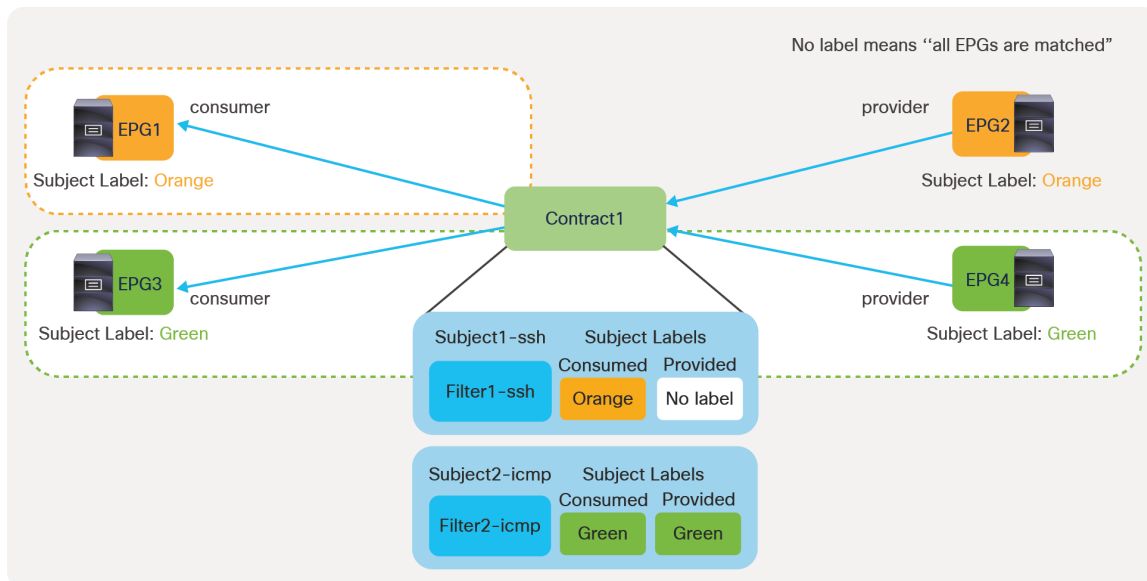 No label means ‘‘all EPGs are matched”
consumer
provider
EPG1
EPG2
Subject Label: Orange
Subject Label: Orange
Contract1
EPG3
EPG4
consumer
provider
Subject Label: Green
Subject Label: Green
Subject1-ssh
Subject Labels
Consumed
Provided
Filter1-ssh
Orange
No label
Subject2-icmp
Subject Labels
Consumed
Provided
Filter2-icmp
Green
Green